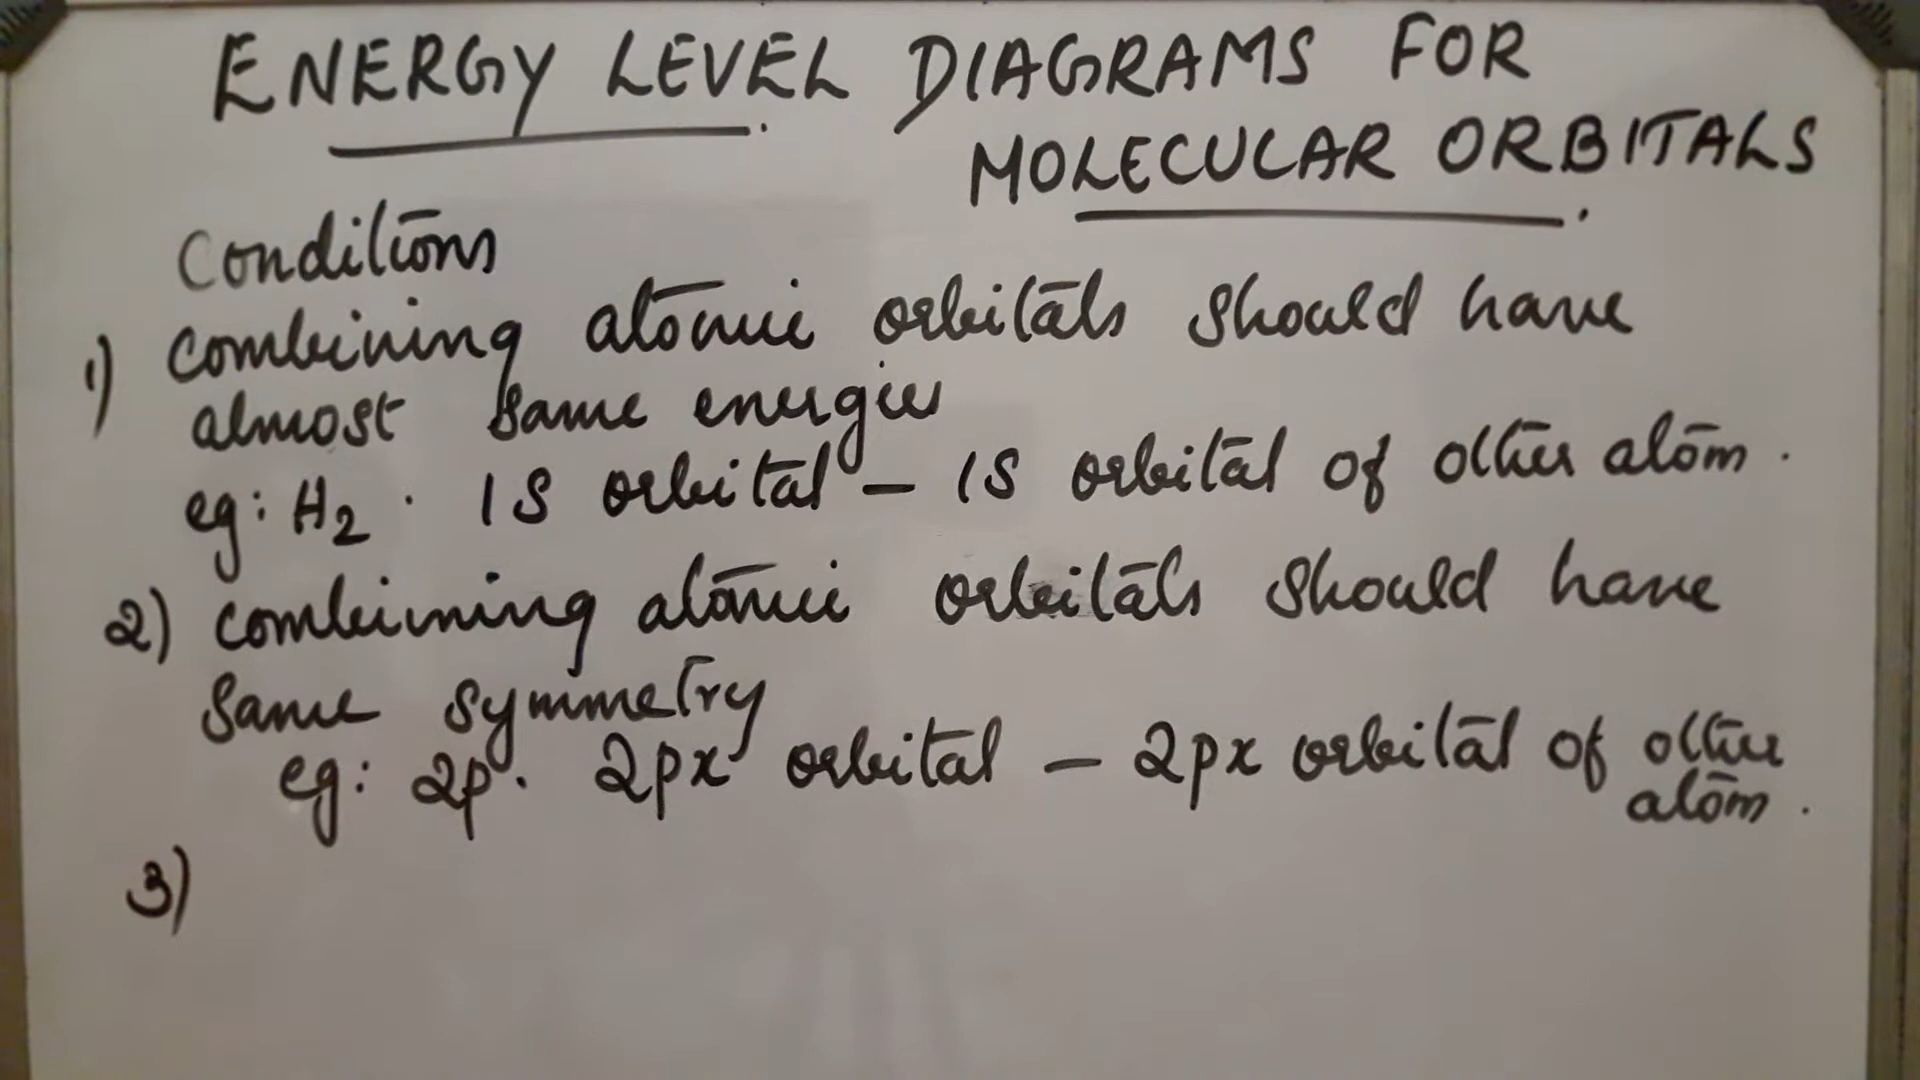 ENERGY LEVEL DIAGRAMS FOR
MOLECULAR ORBITALS
Conditions
1) combining atomic orbitals should have
almost same energies
eg: H2. 1S orbital – 1S orbital of other atom.
2) combining atomic orbitals should have
same symmetry
eg: 2p. 2px orbital – 2px orbital of other
atom.
3)